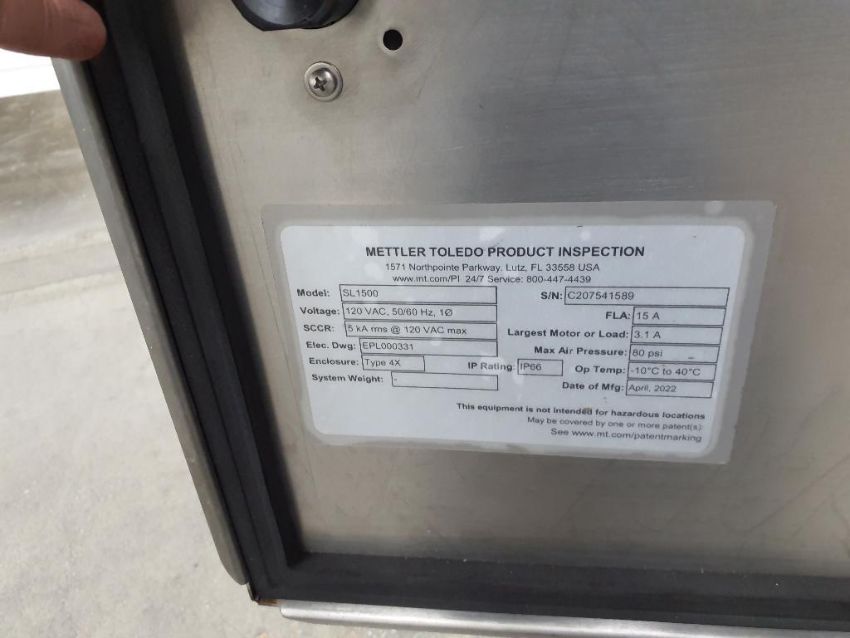 METTLER TOLEDO PRODUCT INSPECTION
1571 Northpointe Parkway, Lutz, FL 33558 USA
www.mt.com/PI 24/7 Service: 800-447-4439
Model: SL1500 S/N: C207541589
Voltage: 120 VAC, 50/60 Hz, 1Ø FLA: 15 A
SCCR: 5 kA rms @ 120 VAC max Largest Motor or Load: 3.1 A
Elec. Dwg: EPL000331 Max Air Pressure: 80 psi
Enclosure: Type 4X IP Rating: IP66 Op Temp: -10°C to 40°C
System Weight: - Date of Mfg: April, 2022
This equipment is not intended for hazardous locations
May be covered by one or more patent(s):
See www.mt.com/patentmarking